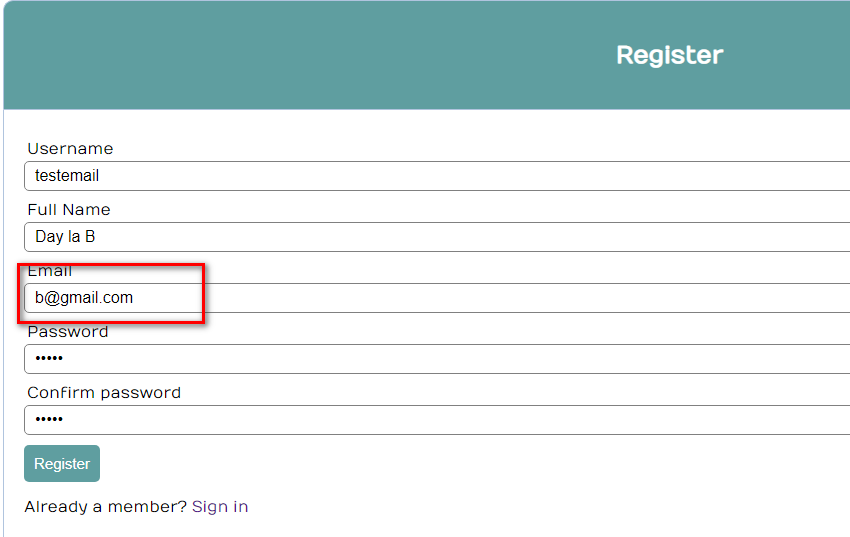 Register
Username
testemail
Full Name
Day la B
Email
b@gmail.com
Password
•••••
Confirm password
•••••
Register
Already a member? Sign in